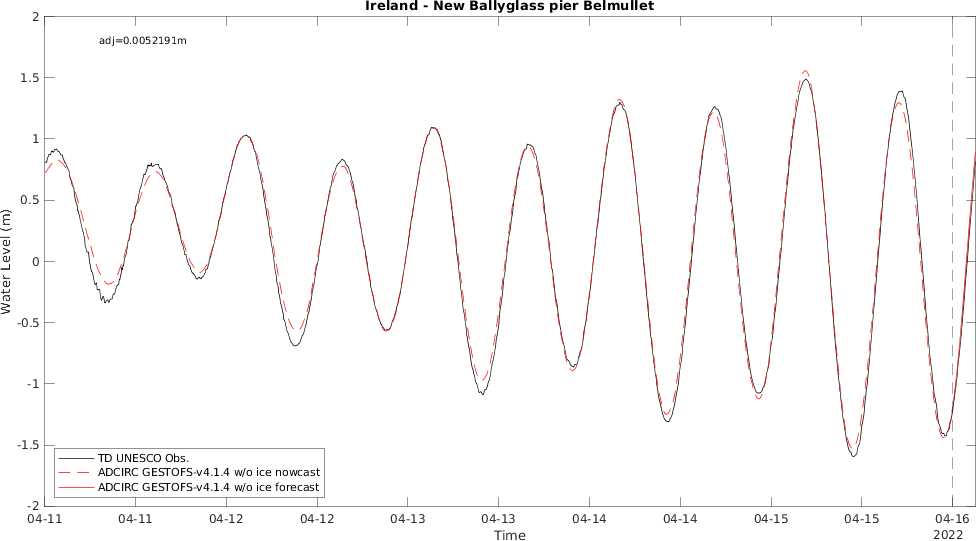 Ireland - New Ballyglass pier Belmullet
adj=0.0052191m
2
1.5
1
0.5
0
-0.5
-1
-1.5
-2
Water Level (m)
TD UNESCO Obs.
ADCIRC GESTOFS-v4.1.4 w/o ice nowcast
ADCIRC GESTOFS-v4.1.4 w/o ice forecast
04-11 04-11 04-12 04-12 04-13 04-13 04-14 04-14 04-15 04-15 04-16
Time 2022